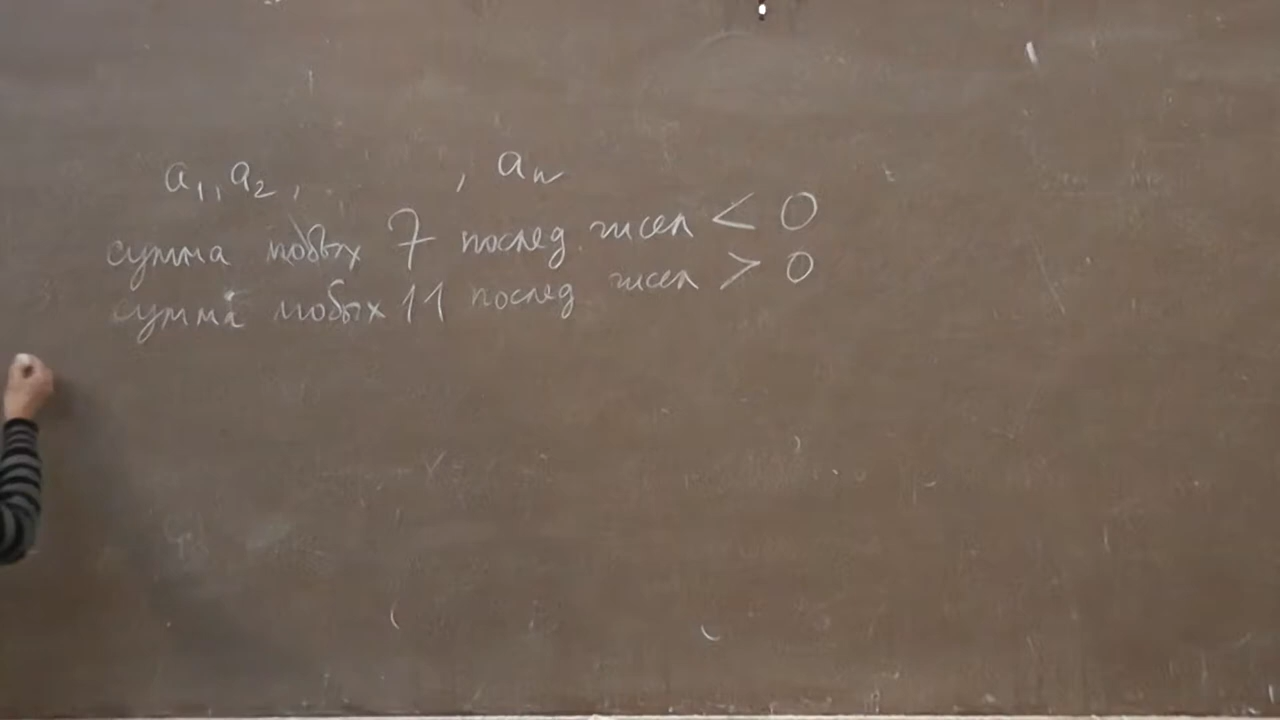 a₁, a₂, , aₙ
сумма любых 7 послед. чисел < 0
сумма любых 11 послед чисел > 0